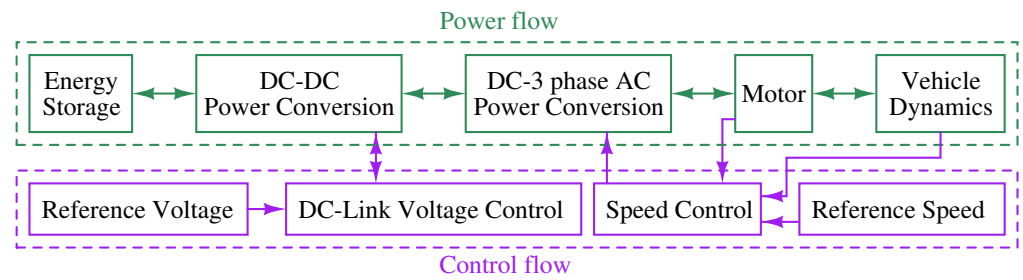 Power flow
Energy
Storage
DC-DC
Power Conversion
DC-3 phase AC
Power Conversion
Motor
Vehicle
Dynamics
Reference Voltage
DC-Link Voltage Control
Speed Control
Reference Speed
Control flow